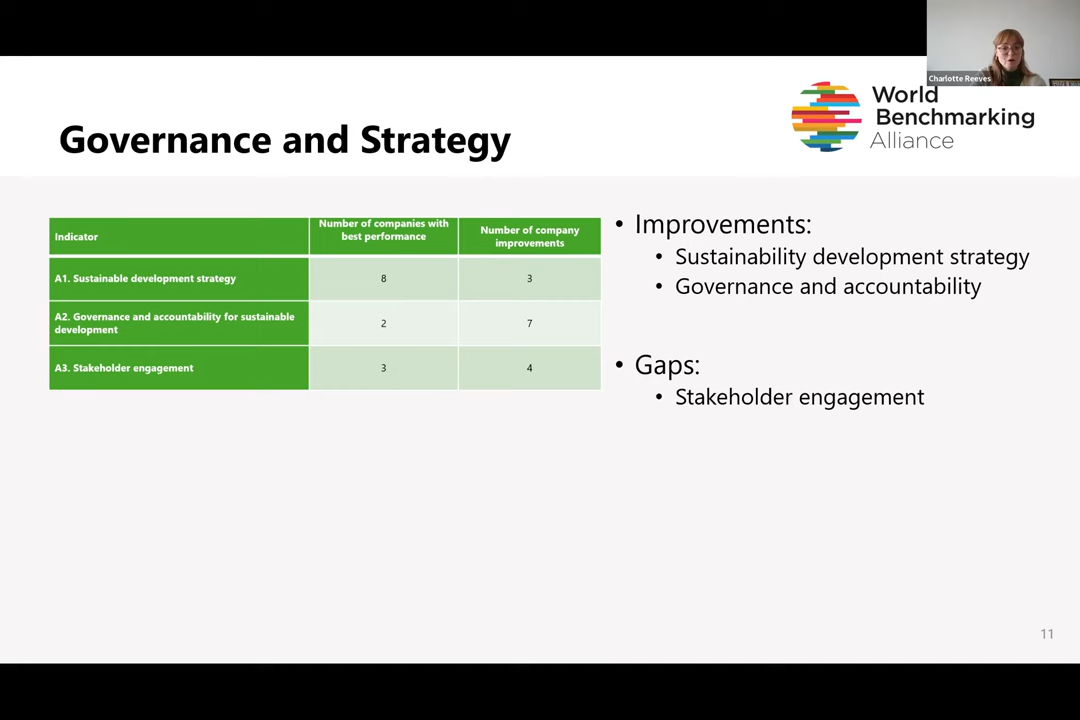 Charlotte Reeves
World
Benchmarking
Alliance
Governance and Strategy
Indicator
Number of companies with
best performance
Number of company
improvements
A1. Sustainable development strategy
8
3
A2. Governance and accountability for sustainable
development
2
7
A3. Stakeholder engagement
3
4
• Improvements:
• Sustainability development strategy
• Governance and accountability
• Gaps:
• Stakeholder engagement
11